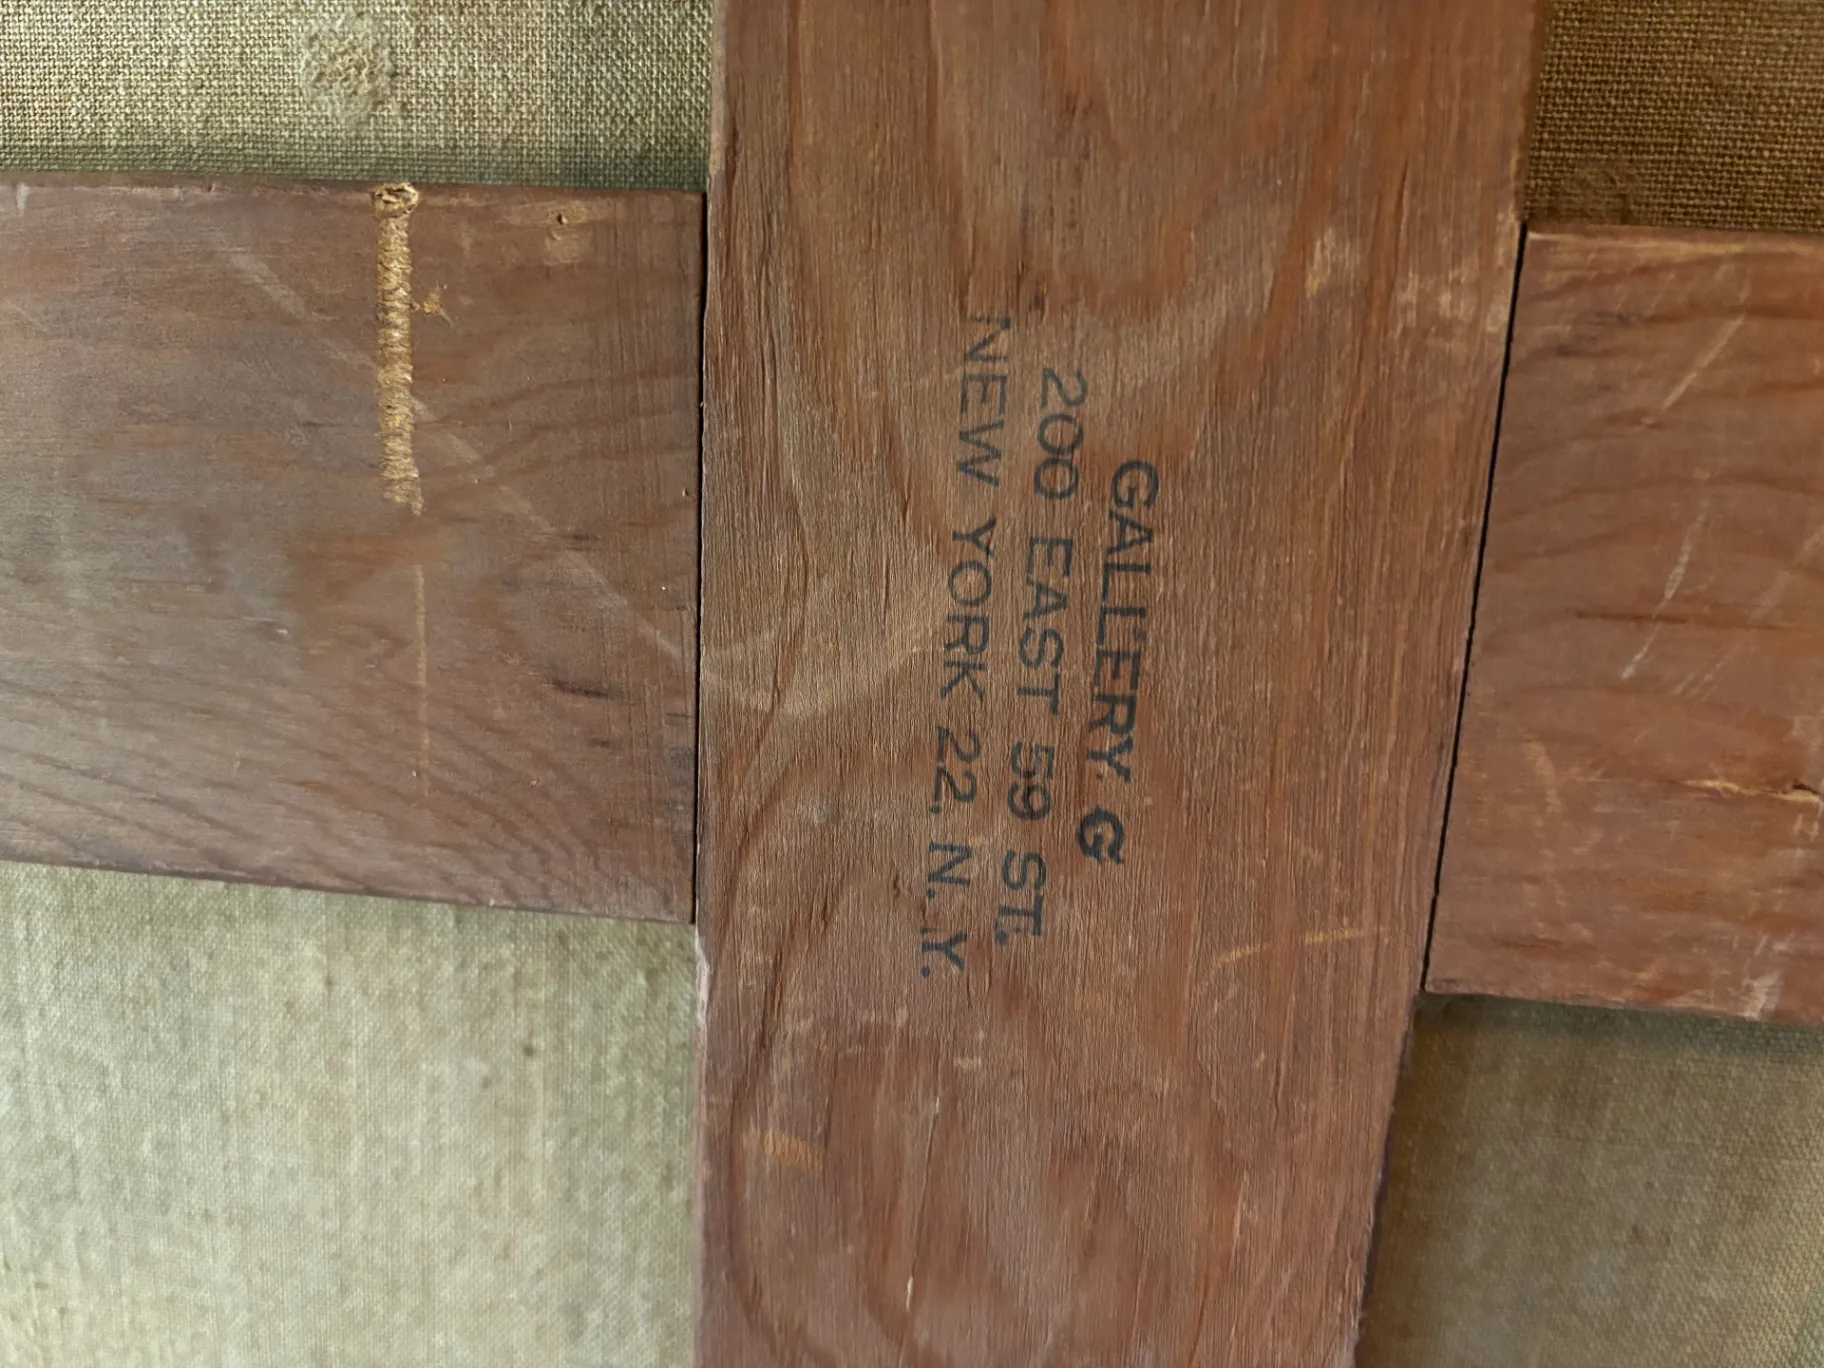 GALLERY G
200 EAST 59 ST.
NEW YORK 22, N.Y.